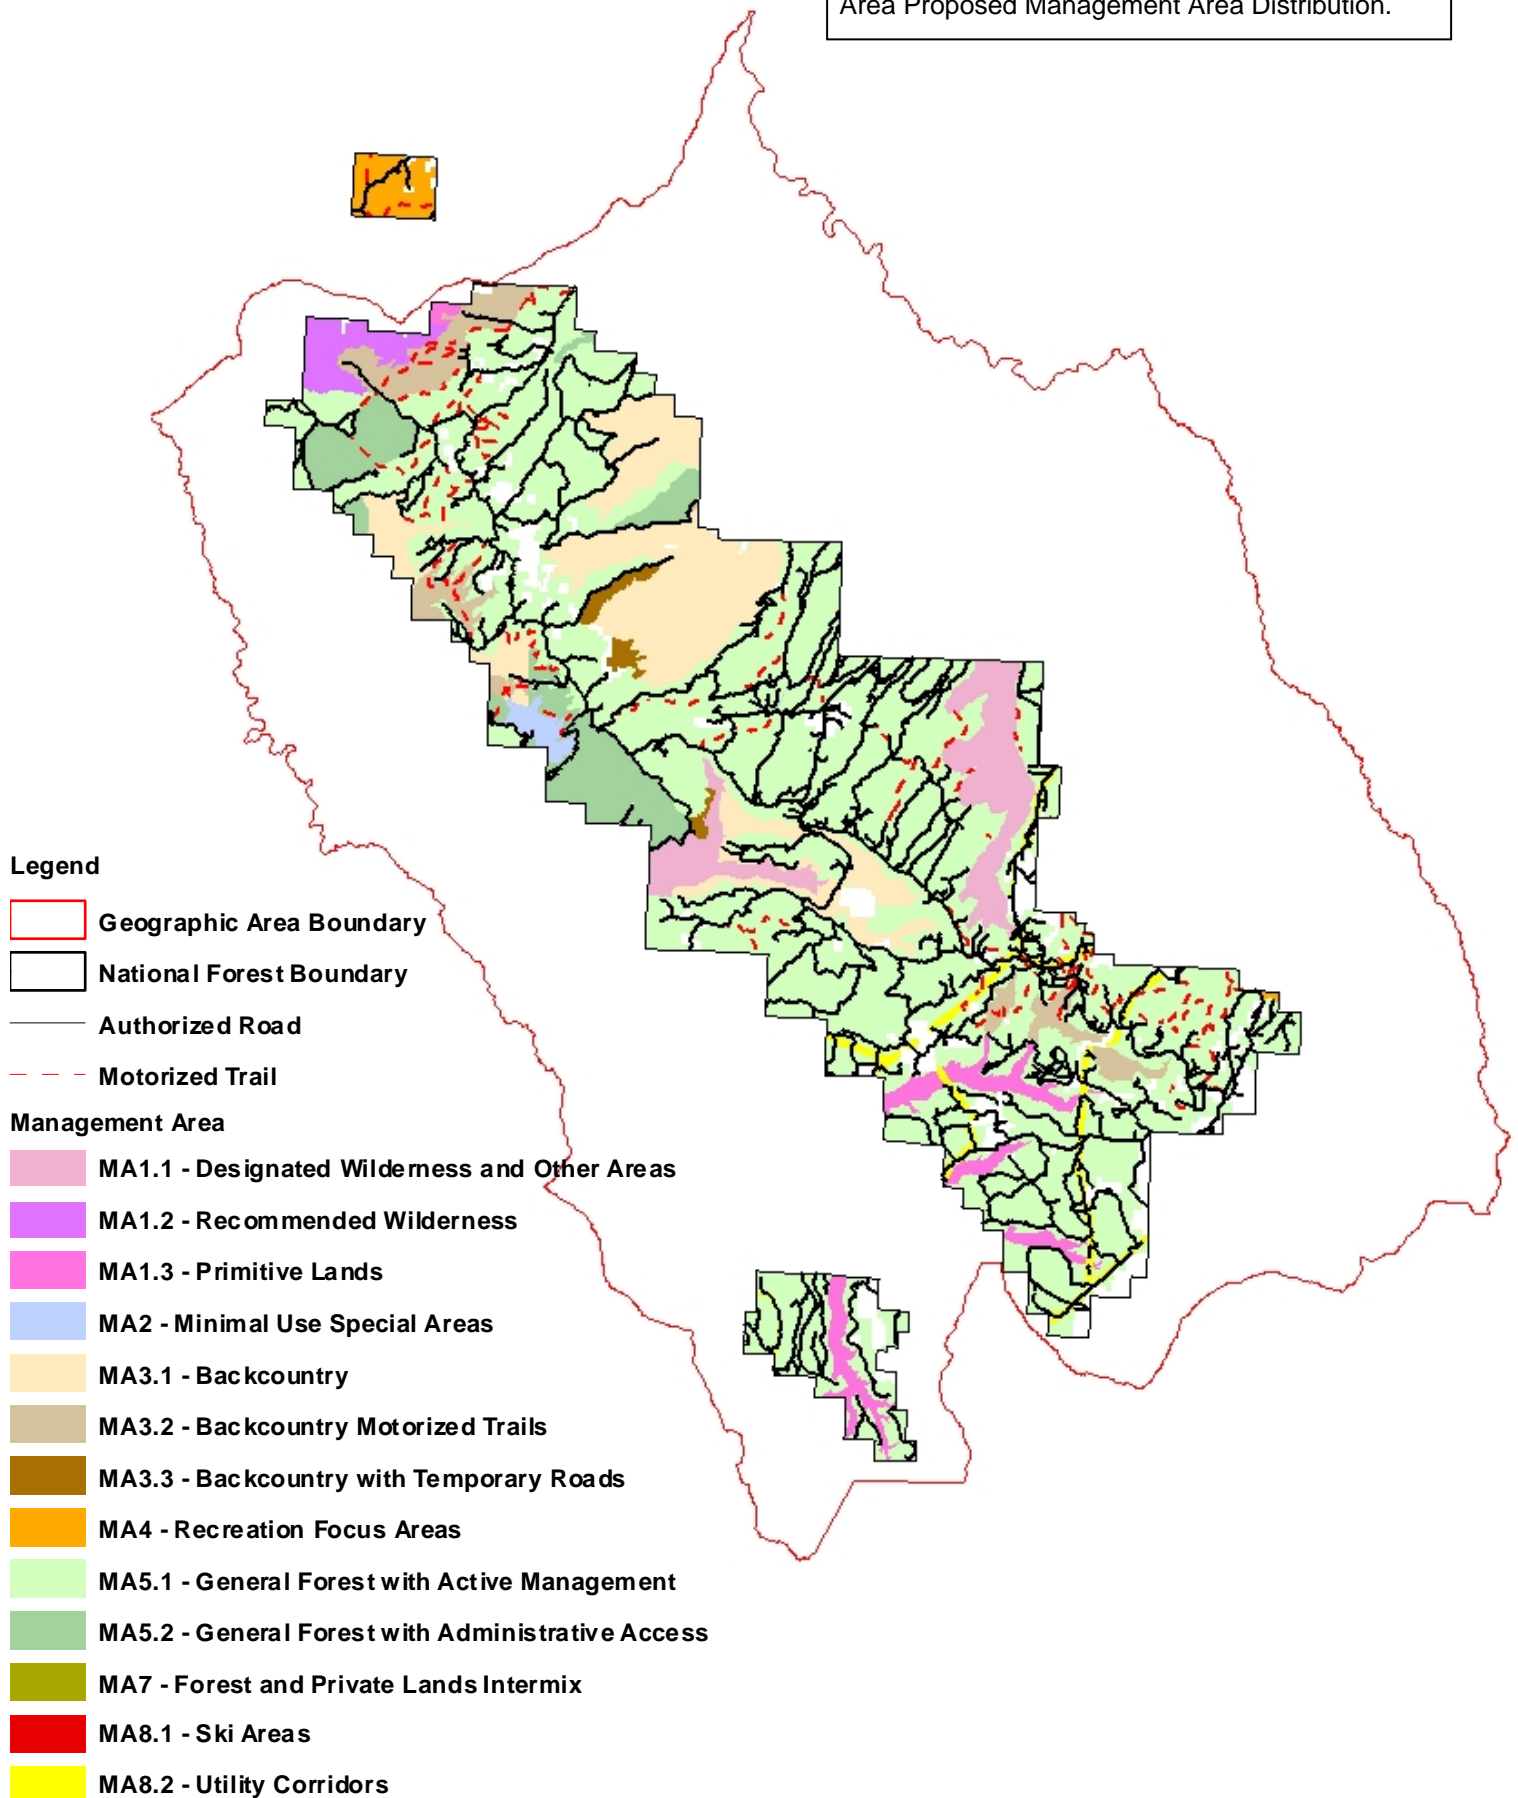 Area Proposed Management Area Distribution.
Legend
Geographic Area Boundary
National Forest Boundary
Authorized Road
Motorized Trail
Management Area
MA1.1 - Designated Wilderness and Other Areas
MA1.2 - Recommended Wilderness
MA1.3 - Primitive Lands
MA2 - Minimal Use Special Areas
MA3.1 - Backcountry
MA3.2 - Backcountry Motorized Trails
MA3.3 - Backcountry with Temporary Roads
MA4 - Recreation Focus Areas
MA5.1 - General Forest with Active Management
MA5.2 - General Forest with Administrative Access
MA7 - Forest and Private Lands Intermix
MA8.1 - Ski Areas
MA8.2 - Utility Corridors